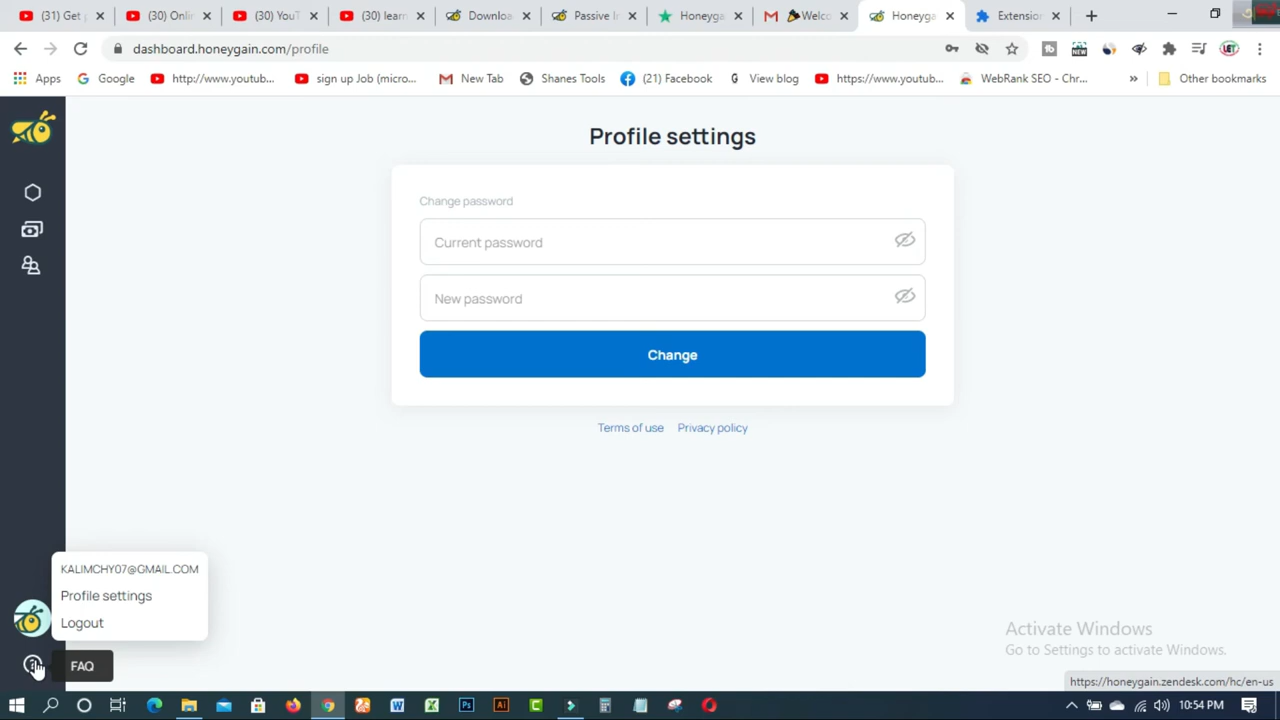 (31) Get p
(30) Onlin
(30) YouT
(30) learn
Downloa
Passive In
Honeyga
Welco
Honeyga
Extension
dashboard.honeygain.com/profile
Apps
Google
http://www.youtub...
sign up Job (micro...
New Tab
Shanes Tools
(21) Facebook
View blog
https://www.youtub...
WebRank SEO - Chr...
»
Other bookmarks
Profile settings
Change password
Current password
New password
Change
Terms of use Privacy policy
KALIMCHY07@GMAIL.COM
Profile settings
Logout
FAQ
Activate Windows
Go to Settings to activate Windows.
https://honeygain.zendesk.com/hc/en-us
10:54 PM